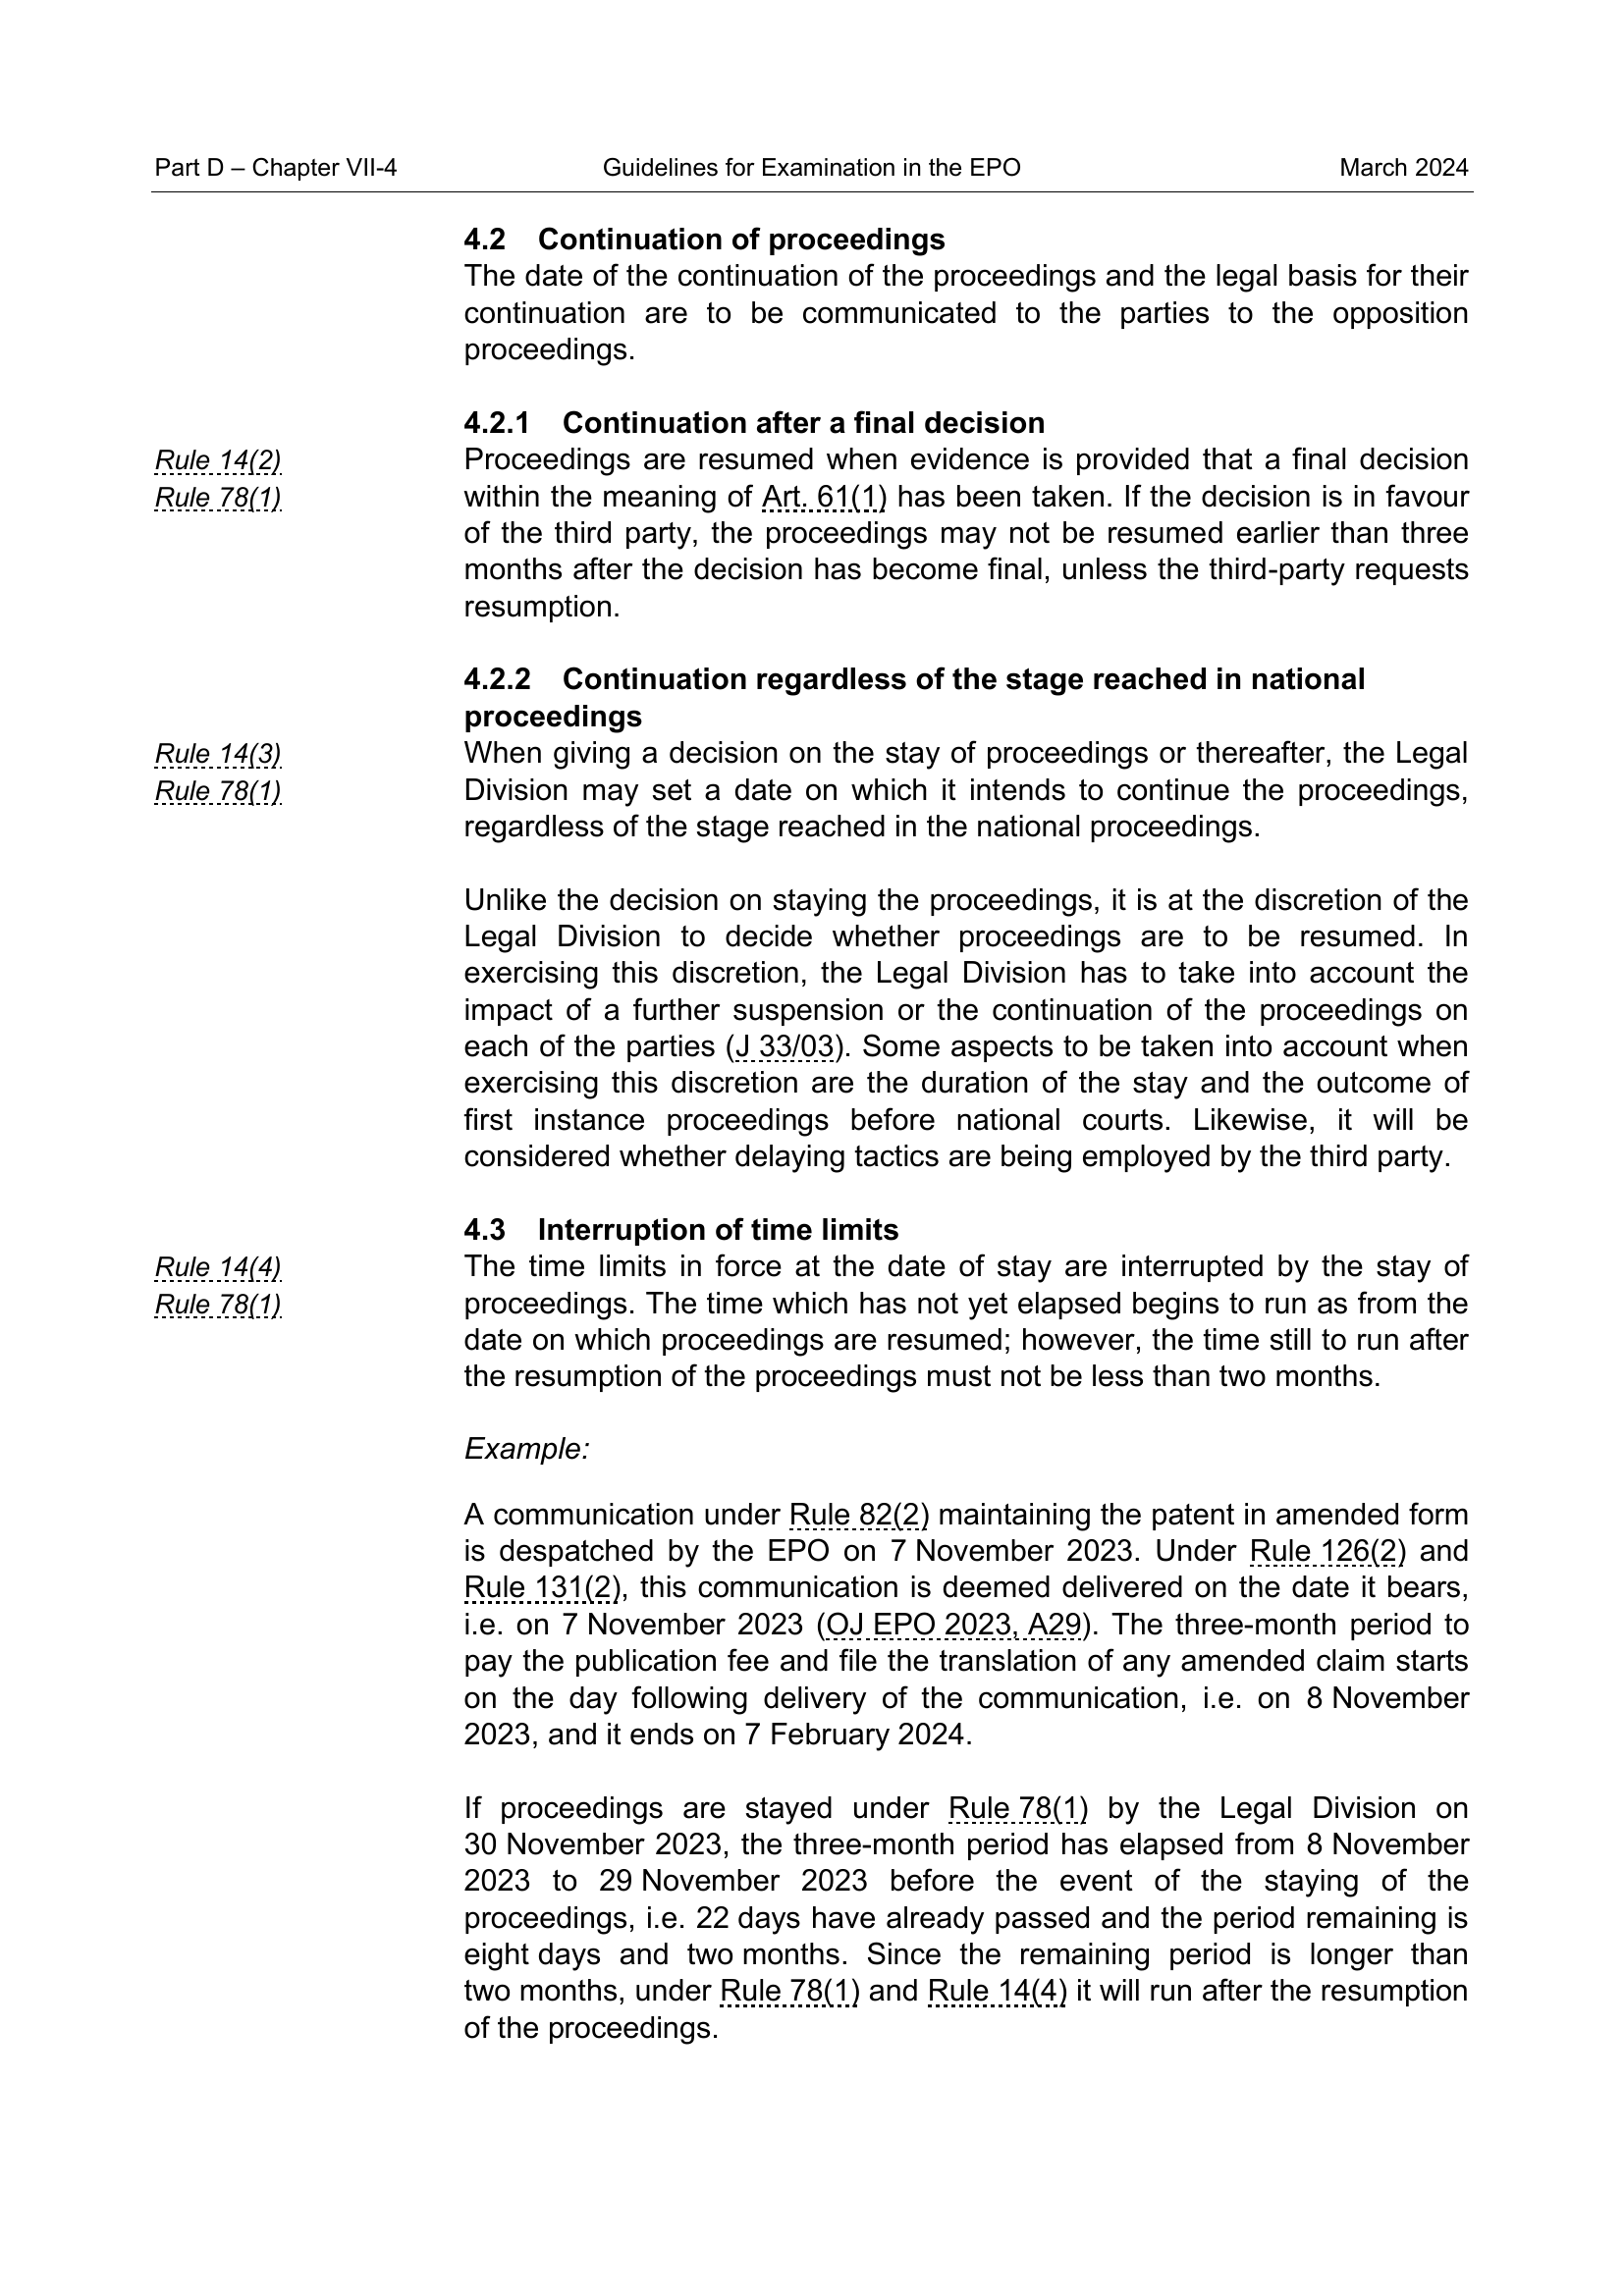 Part D – Chapter VII-4 Guidelines for Examination in the EPO March 2024
4.2 Continuation of proceedings
The date of the continuation of the proceedings and the legal basis for their
continuation are to be communicated to the parties to the opposition
proceedings.
4.2.1 Continuation after a final decision
Rule 14(2)
Rule 78(1)
Proceedings are resumed when evidence is provided that a final decision
within the meaning of Art. 61(1) has been taken. If the decision is in favour
of the third party, the proceedings may not be resumed earlier than three
months after the decision has become final, unless the third-party requests
resumption.
4.2.2 Continuation regardless of the stage reached in national
proceedings
Rule 14(3)
Rule 78(1)
When giving a decision on the stay of proceedings or thereafter, the Legal
Division may set a date on which it intends to continue the proceedings,
regardless of the stage reached in the national proceedings.
Unlike the decision on staying the proceedings, it is at the discretion of the
Legal Division to decide whether proceedings are to be resumed. In
exercising this discretion, the Legal Division has to take into account the
impact of a further suspension or the continuation of the proceedings on
each of the parties (J 33/03). Some aspects to be taken into account when
exercising this discretion are the duration of the stay and the outcome of
first instance proceedings before national courts. Likewise, it will be
considered whether delaying tactics are being employed by the third party.
4.3 Interruption of time limits
Rule 14(4)
Rule 78(1)
The time limits in force at the date of stay are interrupted by the stay of
proceedings. The time which has not yet elapsed begins to run as from the
date on which proceedings are resumed; however, the time still to run after
the resumption of the proceedings must not be less than two months.
Example:
A communication under Rule 82(2) maintaining the patent in amended form
is despatched by the EPO on 7 November 2023. Under Rule 126(2) and
Rule 131(2), this communication is deemed delivered on the date it bears,
i.e. on 7 November 2023 (OJ EPO 2023, A29). The three-month period to
pay the publication fee and file the translation of any amended claim starts
on the day following delivery of the communication, i.e. on 8 November
2023, and it ends on 7 February 2024.
If proceedings are stayed under Rule 78(1) by the Legal Division on
30 November 2023, the three-month period has elapsed from 8 November
2023 to 29 November 2023 before the event of the staying of the
proceedings, i.e. 22 days have already passed and the period remaining is
eight days and two months. Since the remaining period is longer than
two months, under Rule 78(1) and Rule 14(4) it will run after the resumption
of the proceedings.